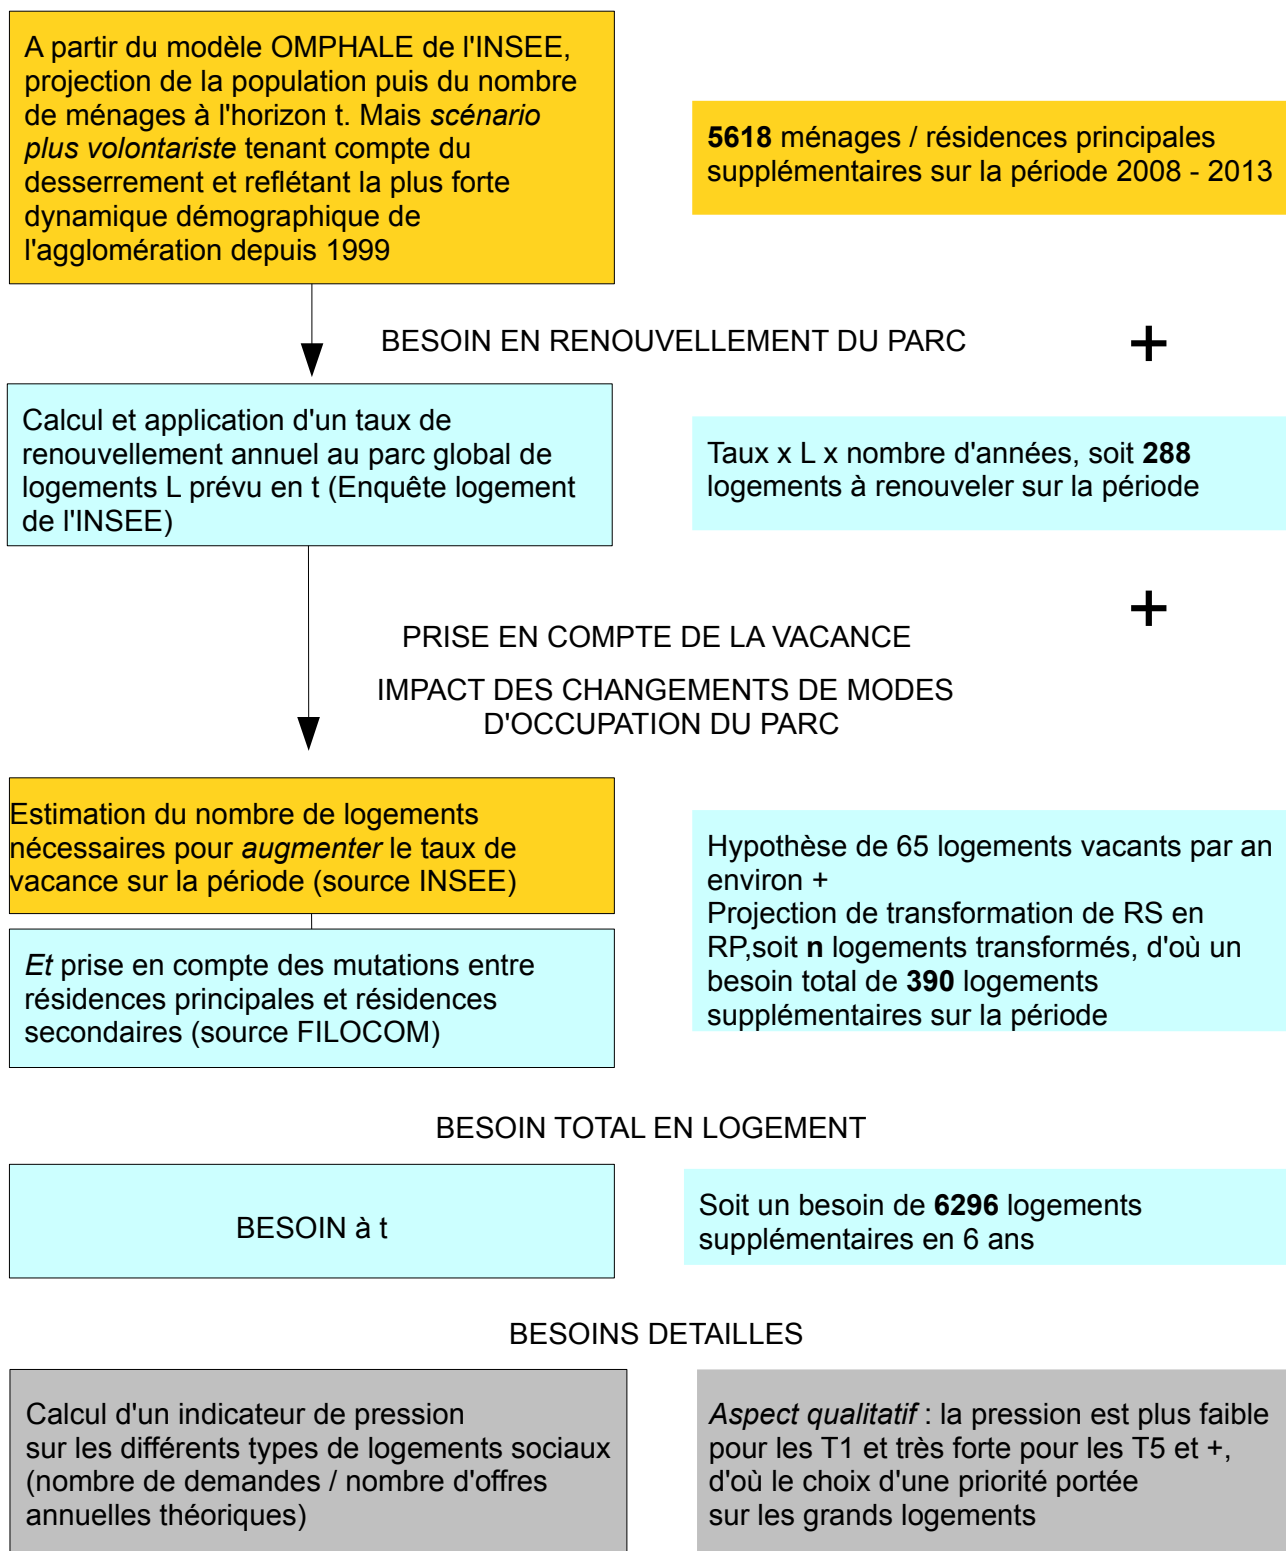 A partir du modèle OMPHALE de l'INSEE,
projection de la population puis du nombre
de ménages à l'horizon t. Mais scénario
plus volontariste tenant compte du
desserrement et reflétant la plus forte
dynamique démographique de
l'agglomération depuis 1999
5618 ménages / résidences principales
supplémentaires sur la période 2008 - 2013
BESOIN EN RENOUVELLEMENT DU PARC
+
Calcul et application d'un taux de
renouvellement annuel au parc global de
logements L prévu en t (Enquête logement
de l'INSEE)
Taux x L x nombre d'années, soit 288
logements à renouveler sur la période
+
PRISE EN COMPTE DE LA VACANCE
IMPACT DES CHANGEMENTS DE MODES
D'OCCUPATION DU PARC
Estimation du nombre de logements
nécessaires pour augmenter le taux de
vacance sur la période (source INSEE)
Et prise en compte des mutations entre
résidences principales et résidences
secondaires (source FILOCOM)
Hypothèse de 65 logements vacants par an
environ +
Projection de transformation de RS en
RP,soit n logements transformés, d'où un
besoin total de 390 logements
supplémentaires sur la période
BESOIN TOTAL EN LOGEMENT
BESOIN à t
Soit un besoin de 6296 logements
supplémentaires en 6 ans
BESOINS DETAILLES
Calcul d'un indicateur de pression
sur les différents types de logements sociaux
(nombre de demandes / nombre d'offres
annuelles théoriques)
Aspect qualitatif : la pression est plus faible
pour les T1 et très forte pour les T5 et +,
d'où le choix d'une priorité portée
sur les grands logements